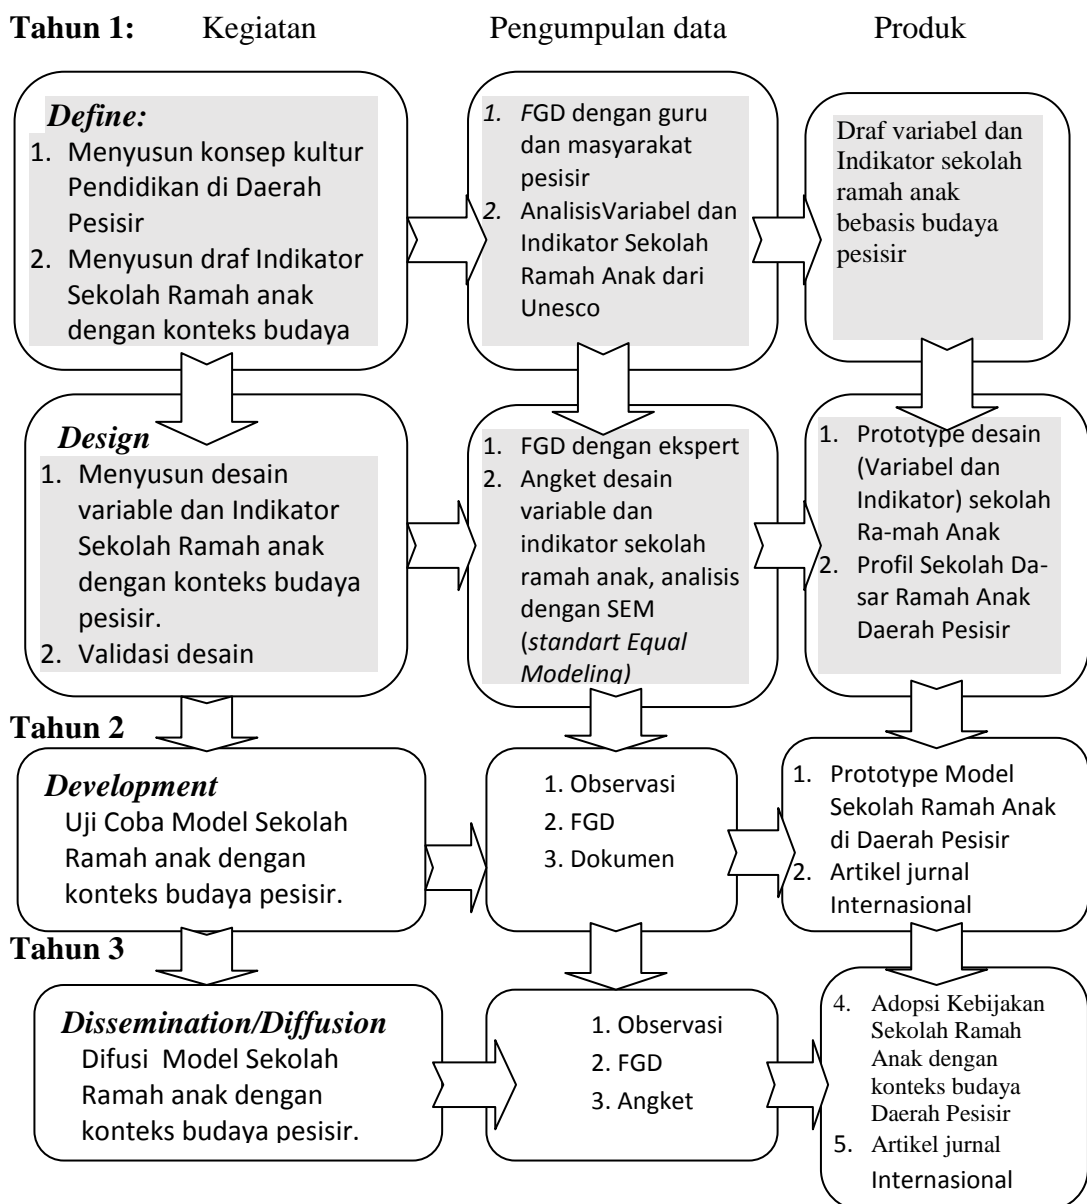 Tahun 1: Kegiatan Pengumpulan data Produk
Define:
1. Menyusun konsep kultur
Pendidikan di Daerah
Pesisir
2. Menyusun draf Indikator
Sekolah Ramah anak
dengan konteks budaya
1. FGD dengan guru
dan masyarakat
pesisir
2. AnalisisVariabel dan
Indikator Sekolah
Ramah Anak dari
Unesco
Draf variabel dan
Indikator sekolah
ramah anak
bebasis budaya
pesisir
Design
1. Menyusun desain
variable dan Indikator
Sekolah Ramah anak
dengan konteks budaya
pesisir.
2. Validasi desain
1. FGD dengan ekspert
2. Angket desain
variable dan
indikator sekolah
ramah anak, analisis
dengan SEM
(standart Equal
Modeling)
1. Prototype desain
(Variabel dan
Indikator) sekolah
Ra-mah Anak
2. Profil Sekolah Da-
sar Ramah Anak
Daerah Pesisir
Tahun 2
Development
Uji Coba Model Sekolah
Ramah anak dengan
konteks budaya pesisir.
1. Observasi
2. FGD
3. Dokumen
1. Prototype Model
Sekolah Ramah Anak
di Daerah Pesisir
2. Artikel jurnal
Internasional
Tahun 3
Dissemination/Diffusion
Difusi Model Sekolah
Ramah anak dengan
konteks budaya pesisir.
1. Observasi
2. FGD
3. Angket
4. Adopsi Kebijakan
Sekolah Ramah
Anak dengan
konteks budaya
Daerah Pesisir
5. Artikel jurnal
Internasional